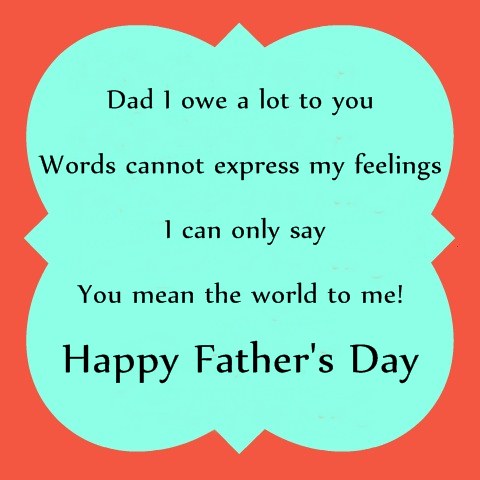 Dad I owe a lot to you
Words cannot express my feelings
I can only say
You mean the world to me!
Happy Father's Day